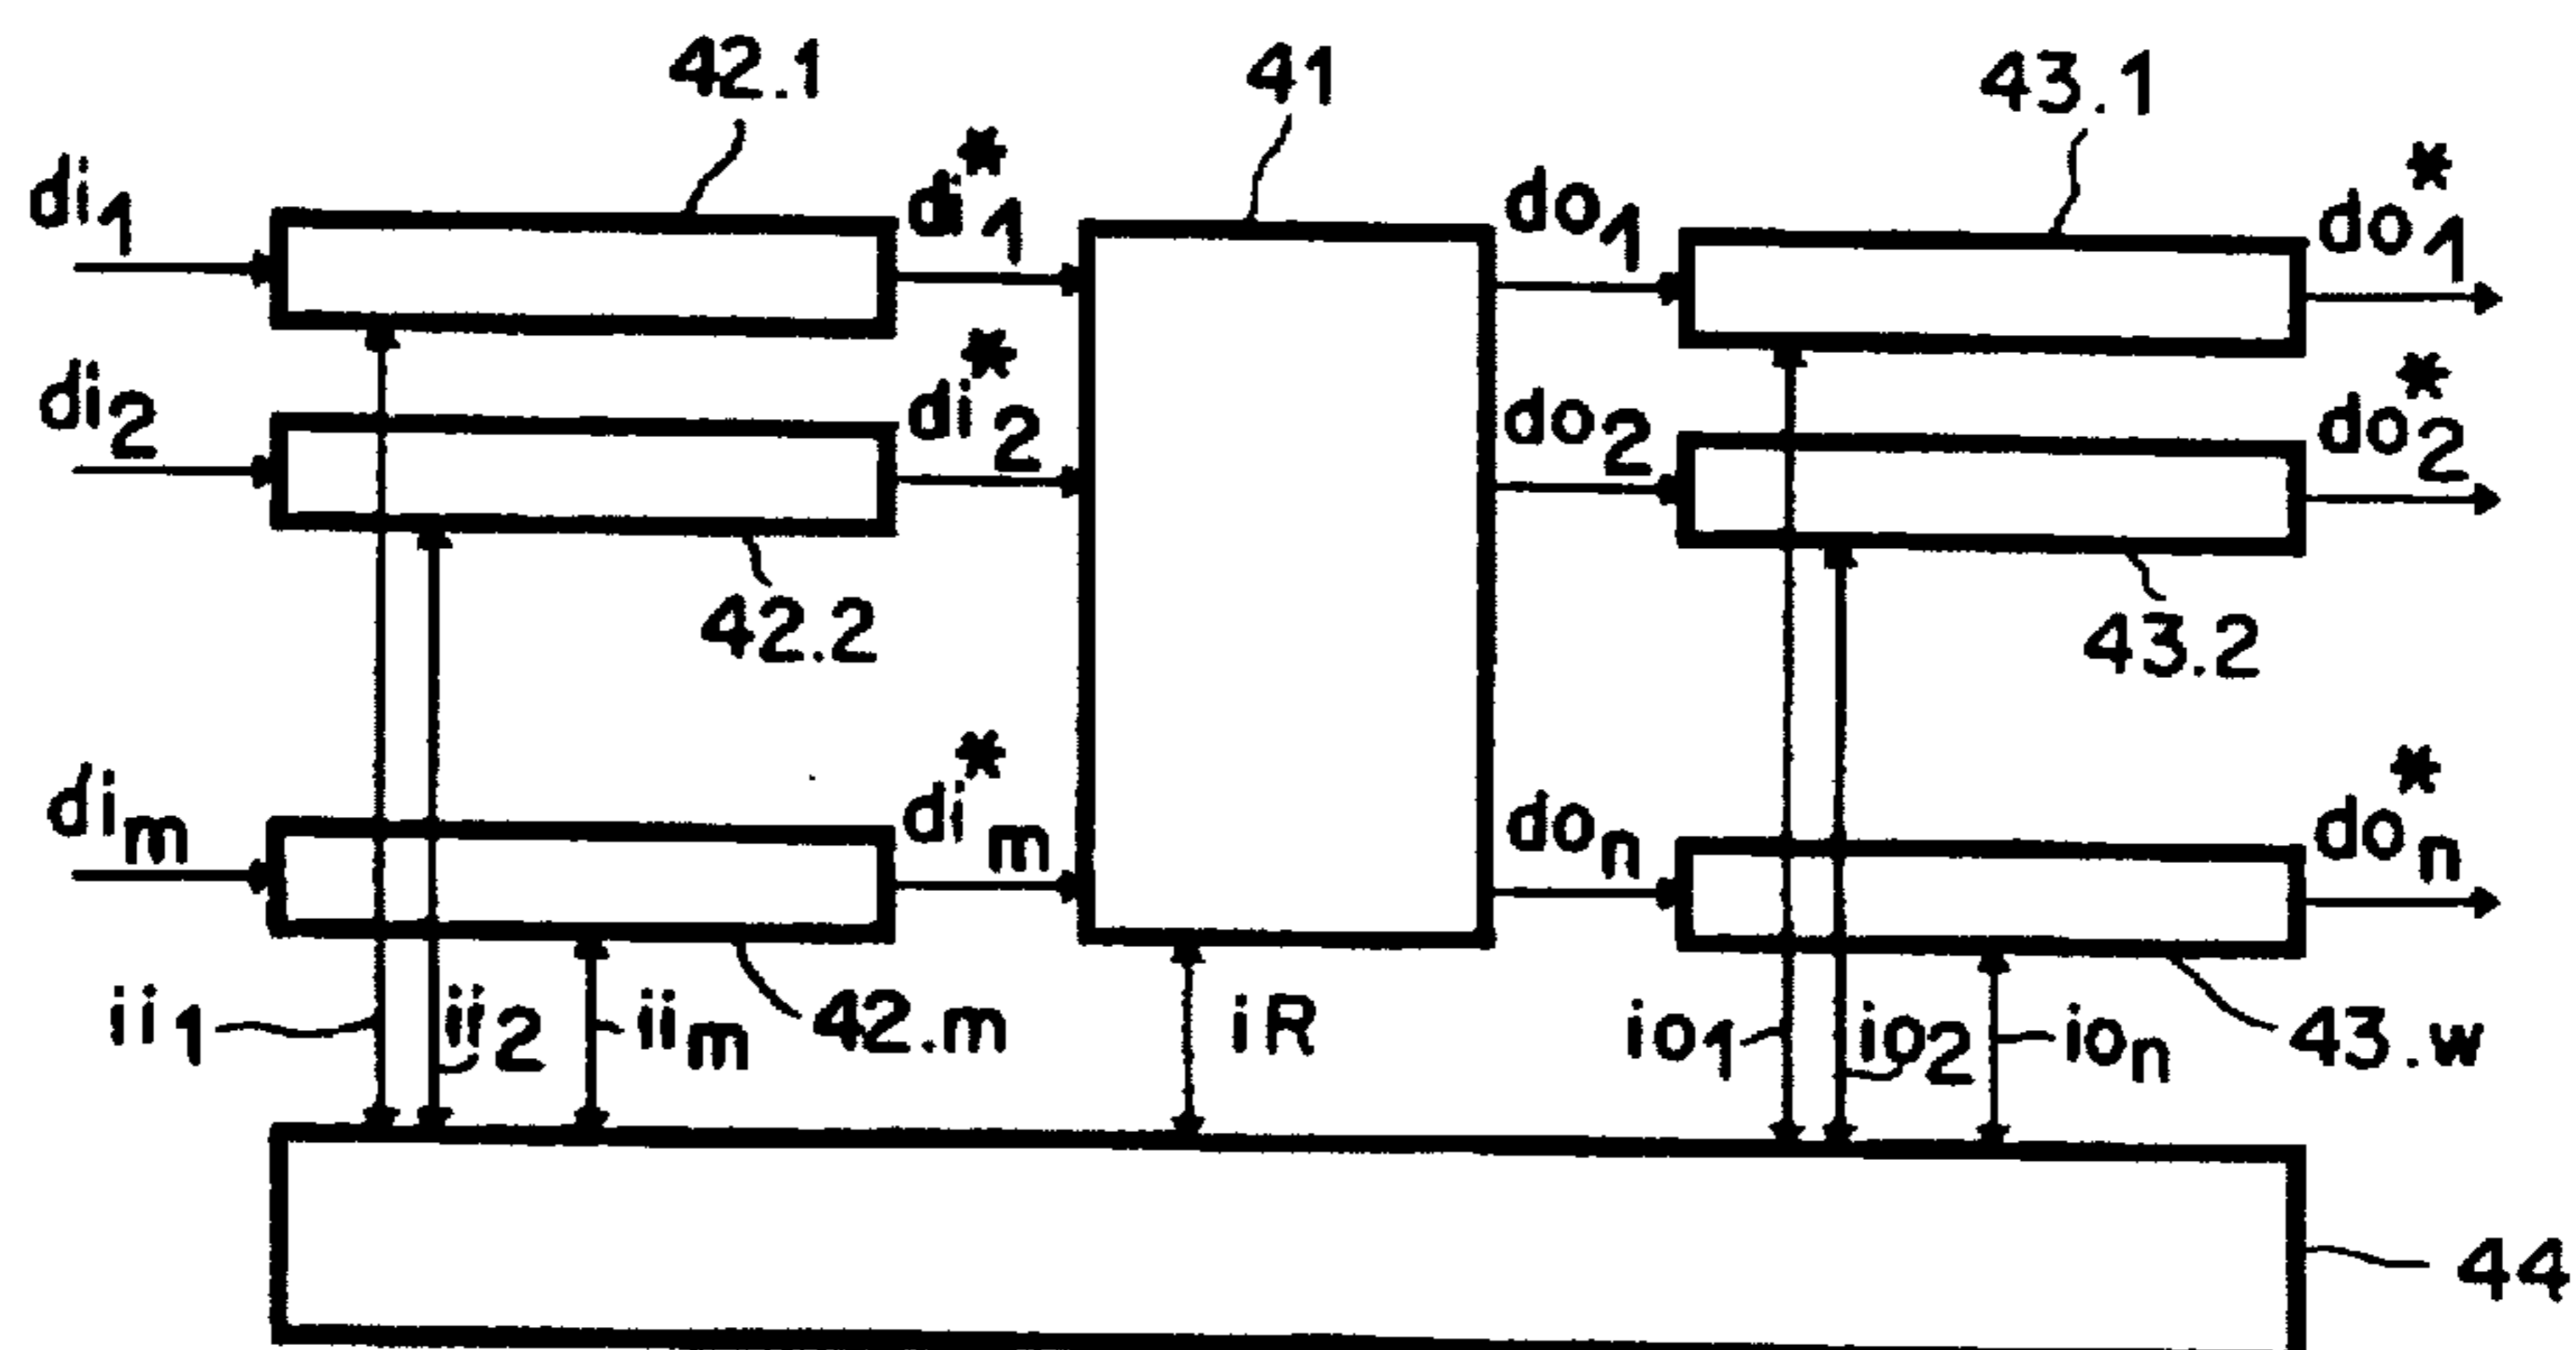 42.1 41 43.1
di₁ di*₁ do₁ do*₁
di₂ di*₂ do₂ do*₂
42.2 43.2
diₘ di*ₘ doₙ do*ₙ
ii₁ ii₂ iiₘ 42.m iR io₁ io₂ ioₙ 43.w
44